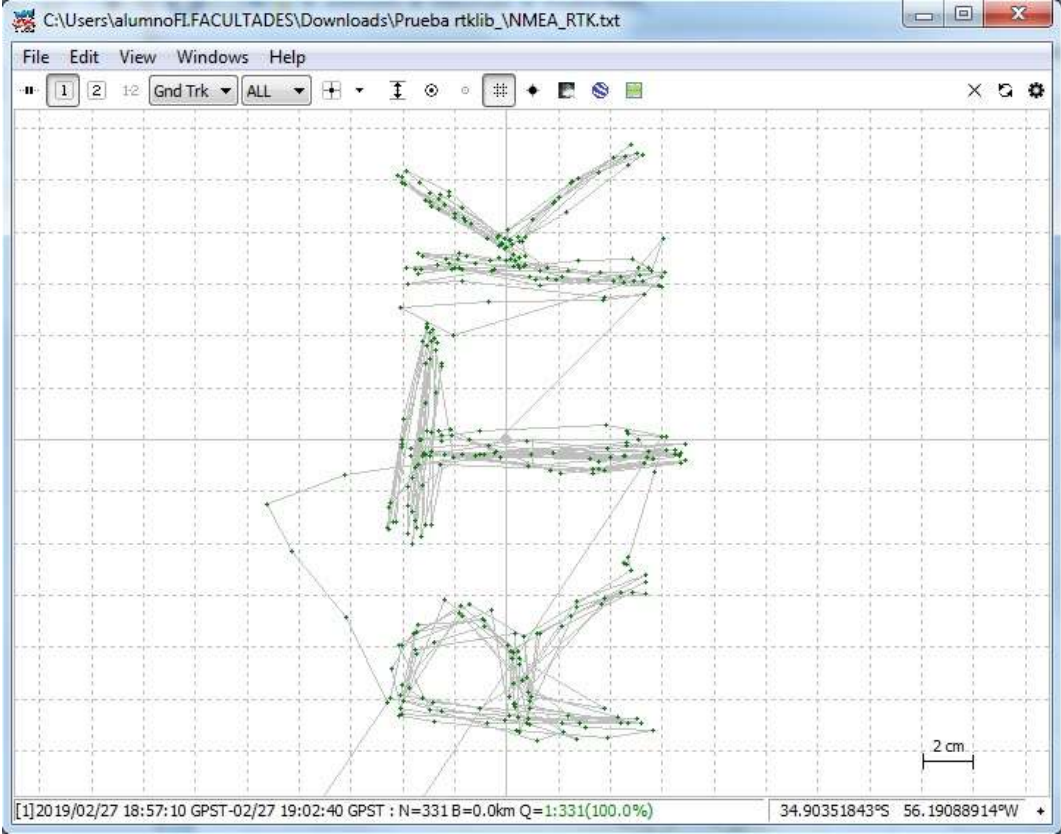 C:\Users\alumnoFI.FACULTADES\Downloads\Prueba rtklib_\NMEA_RTK.txt
File Edit View Windows Help
1 2 1-2 Gnd Trk ALL
2 cm
[1]2019/02/27 18:57:10 GPST-02/27 19:02:40 GPST : N=331 B=0.0km Q=1:331(100.0%) 34.90351843°S 56.19088914°W